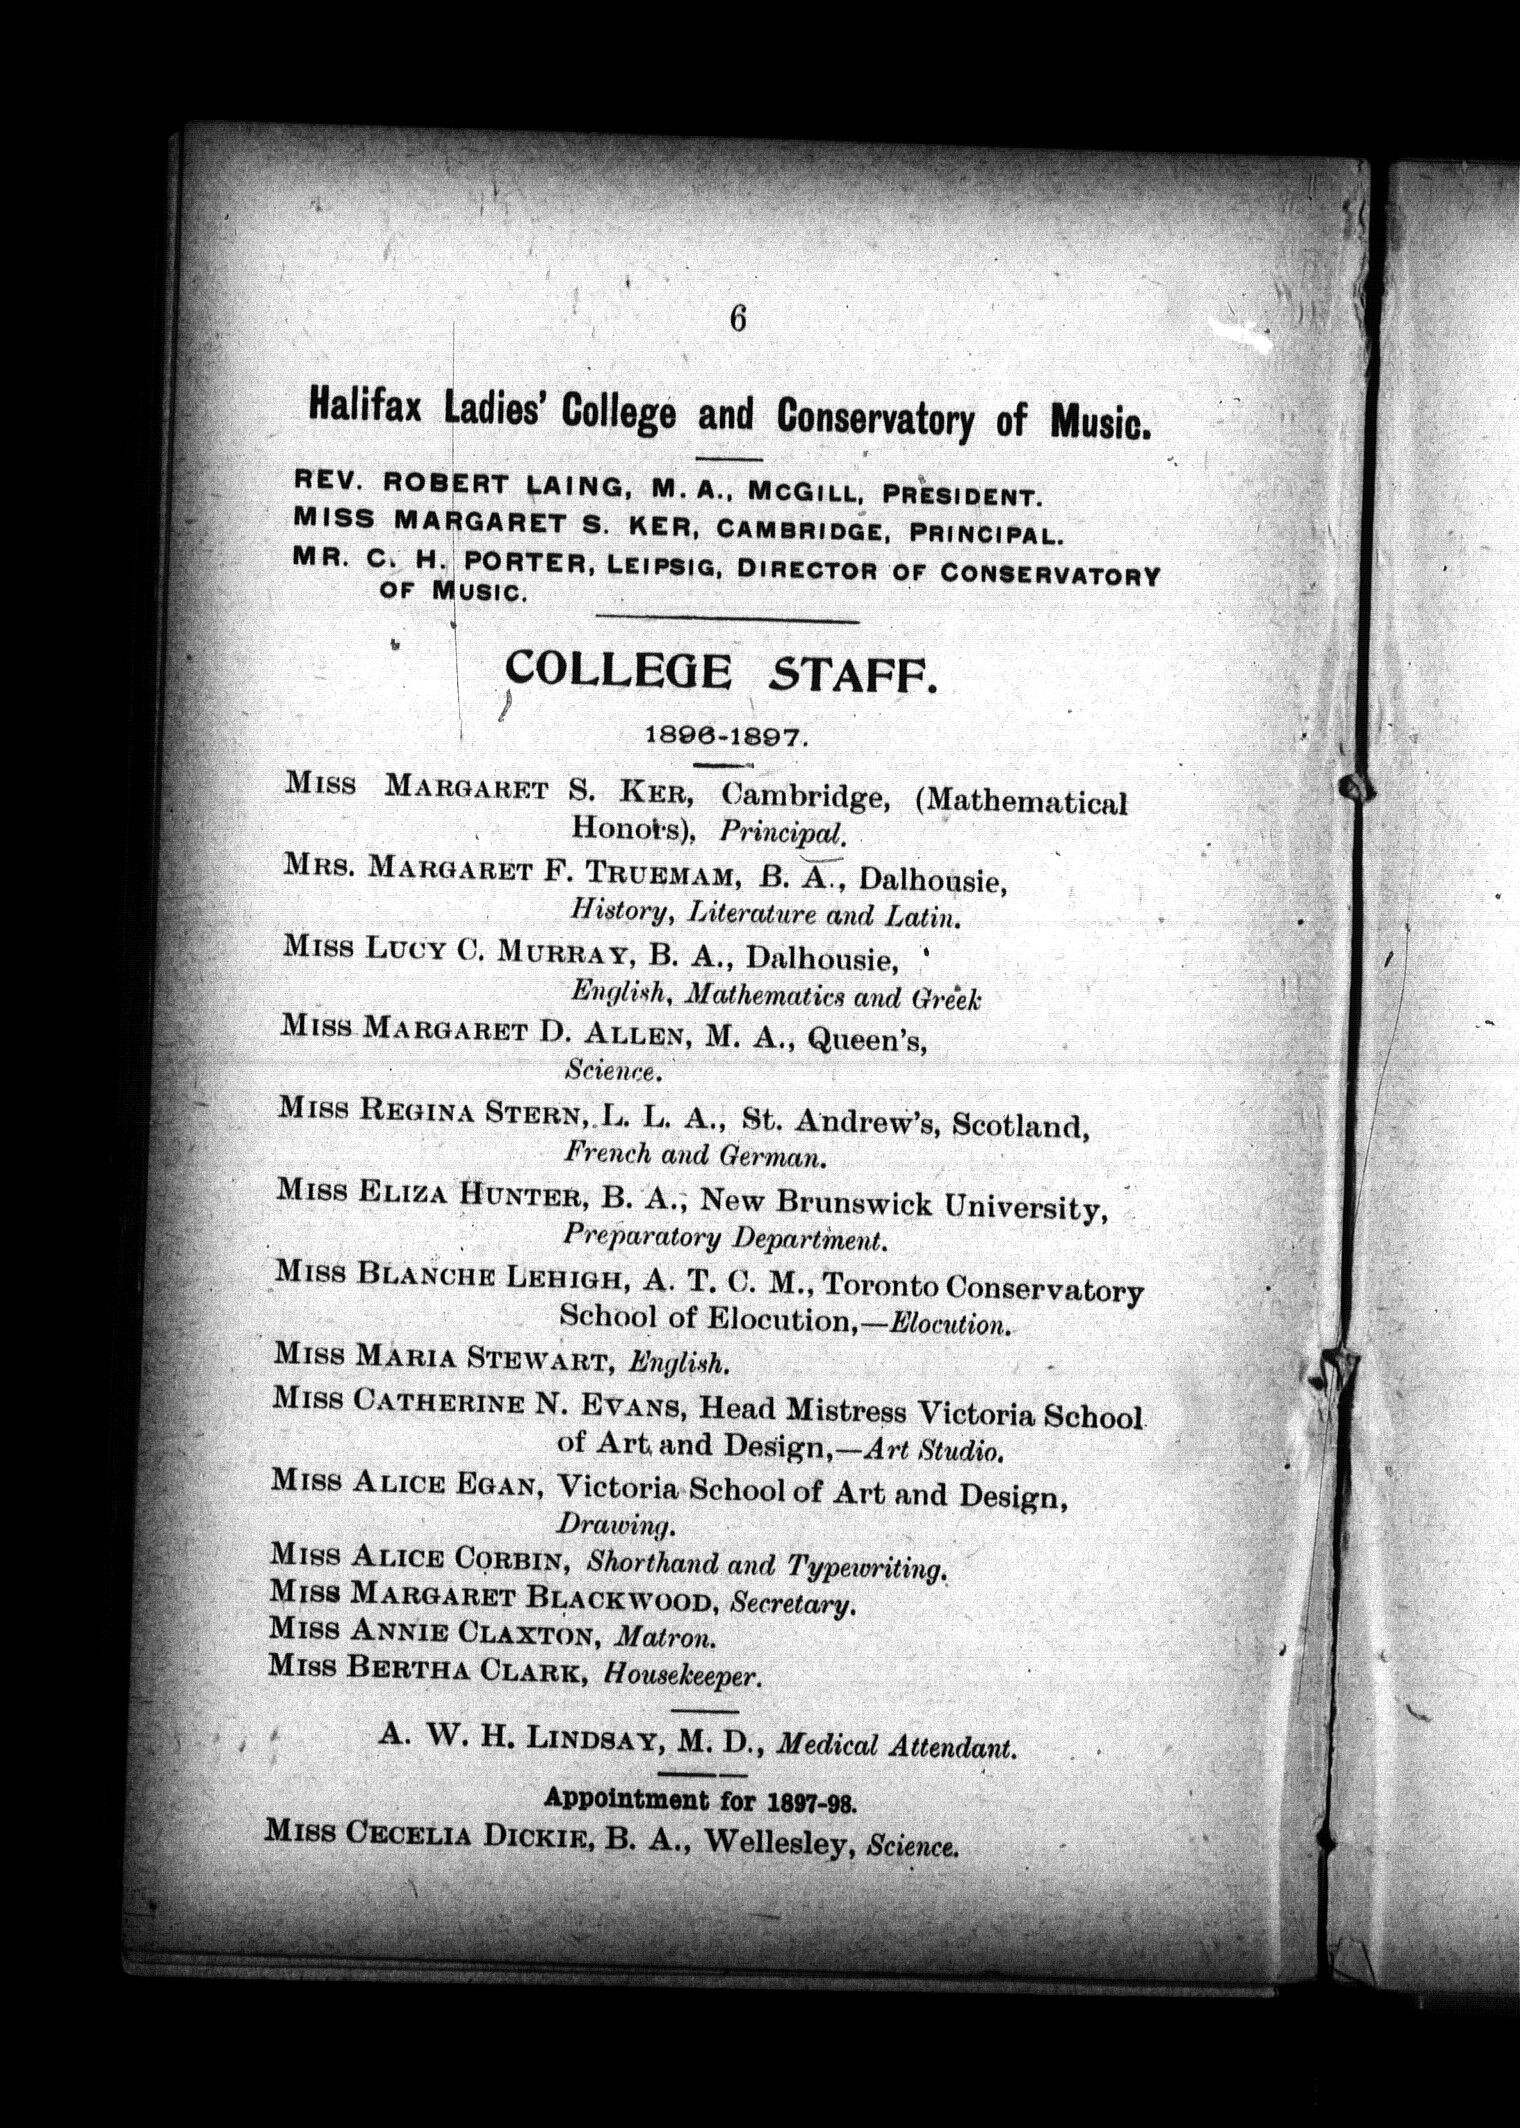 6
Halifax Ladies' College and Conservatory of Music.
REV. ROBERT LAING, M. A., McGILL, PRESIDENT.
MISS MARGARET S. KER, CAMBRIDGE, PRINCIPAL.
MR. C. H. PORTER, LEIPSIG, DIRECTOR OF CONSERVATORY
OF MUSIC.
COLLEGE STAFF.
1896-1897.
MISS MARGARET S. KER, Cambridge, (Mathematical
Honors), Principal.
MRS. MARGARET F. TRUEMAM, B. A., Dalhousie,
History, Literature and Latin.
MISS LUCY C. MURRAY, B. A., Dalhousie,
English, Mathematics and Greek
MISS MARGARET D. ALLEN, M. A., Queen's,
Science.
MISS REGINA STERN, L. L. A., St. Andrew's, Scotland,
French and German.
MISS ELIZA HUNTER, B. A., New Brunswick University,
Preparatory Department.
MISS BLANCHE LEHIGH, A. T. C. M., Toronto Conservatory
School of Elocution,—Elocution.
MISS MARIA STEWART, English.
MISS CATHERINE N. EVANS, Head Mistress Victoria School
of Art and Design,—Art Studio.
MISS ALICE EGAN, Victoria School of Art and Design,
Drawing.
MISS ALICE CORBIN, Shorthand and Typewriting.
MISS MARGARET BLACKWOOD, Secretary.
MISS ANNIE CLAXTON, Matron.
MISS BERTHA CLARK, Housekeeper.
A. W. H. LINDSAY, M. D., Medical Attendant.
Appointment for 1897-98.
MISS CECELIA DICKIE, B. A., Wellesley, Science.